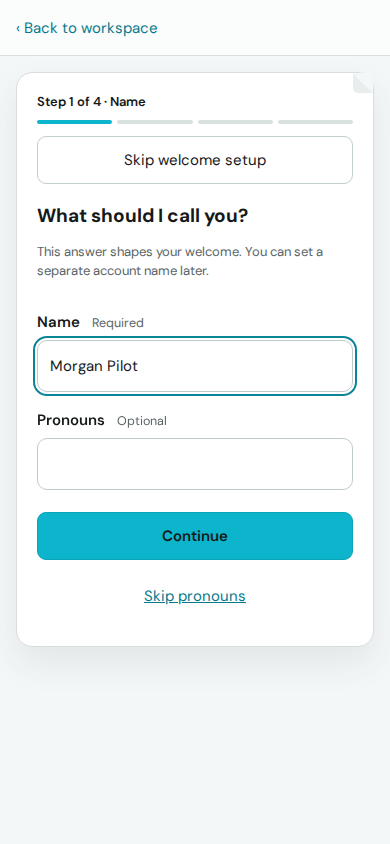 ‹ Back to workspace
Step 1 of 4 · Name
Skip welcome setup
What should I call you?
This answer shapes your welcome. You can set a
separate account name later.
Name Required
Morgan Pilot
Pronouns Optional
Continue
Skip pronouns